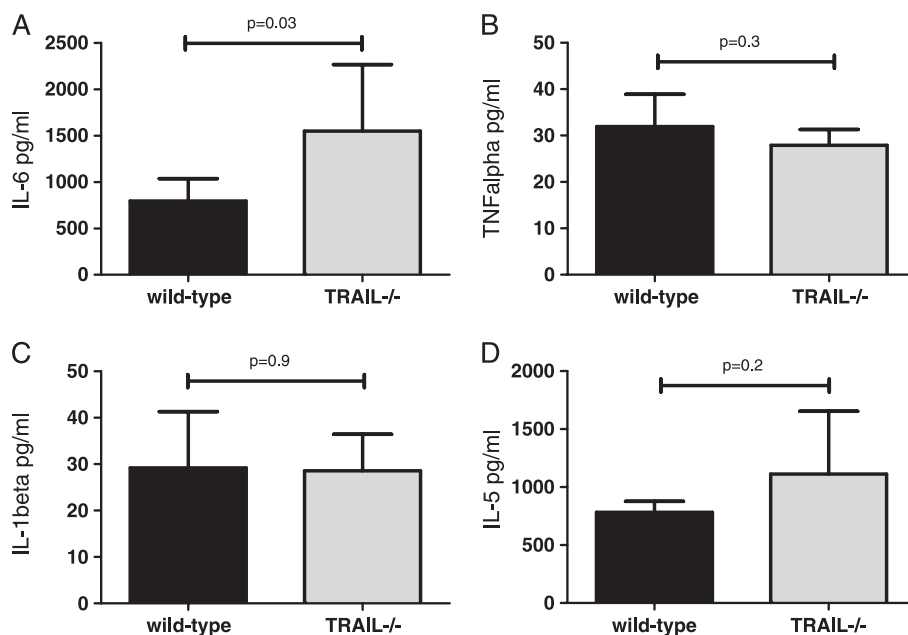 A
p=0.03
IL-6 pg/ml
2500
2000
1500
1000
500
0
wild-type TRAIL-/-
B
p=0.3
TNFalpha pg/ml
50
40
30
20
10
0
wild-type TRAIL-/-
C
p=0.9
IL-1beta pg/ml
50
40
30
20
10
0
wild-type TRAIL-/-
D
p=0.2
IL-5 pg/ml
2000
1500
1000
500
0
wild-type TRAIL-/-